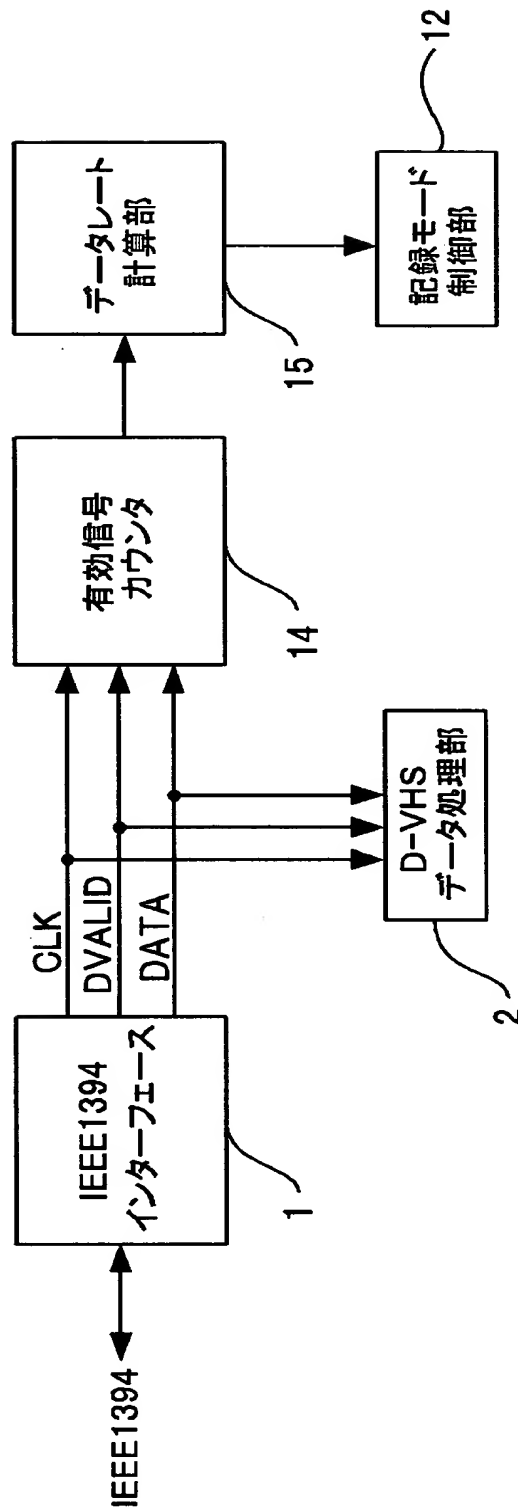 IEEE1394
IEEE1394
インターフェース
1
CLK
DVALID
DATA
D-VHS
データ処理部
2
有効信号
カウンタ
14
データレート
計算部
15
記録モード
制御部
12